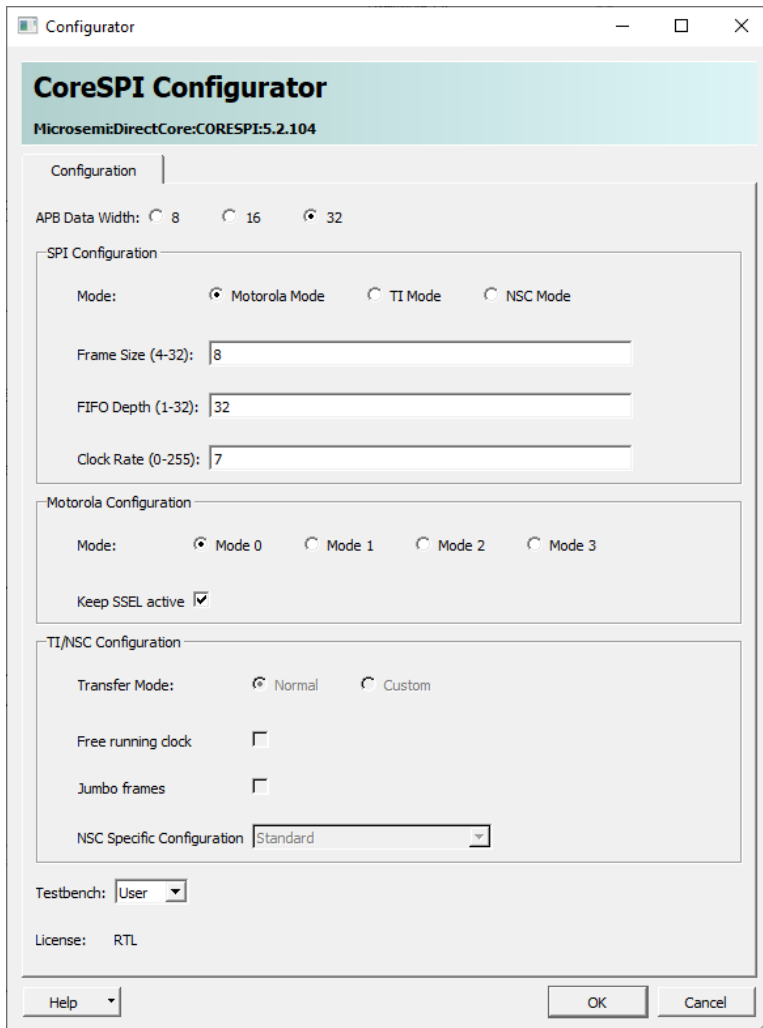 Configurator
CoreSPI Configurator
Microsemi:DirectCore:CORESPI:5.2.104
Configuration
APB Data Width: 8 16 32
SPI Configuration
Mode: Motorola Mode TI Mode NSC Mode
Frame Size (4-32): 8
FIFO Depth (1-32): 32
Clock Rate (0-255): 7
Motorola Configuration
Mode: Mode 0 Mode 1 Mode 2 Mode 3
Keep SSEL active
TI/NSC Configuration
Transfer Mode: Normal Custom
Free running clock
Jumbo frames
NSC Specific Configuration Standard
Testbench: User
License: RTL
Help OK Cancel